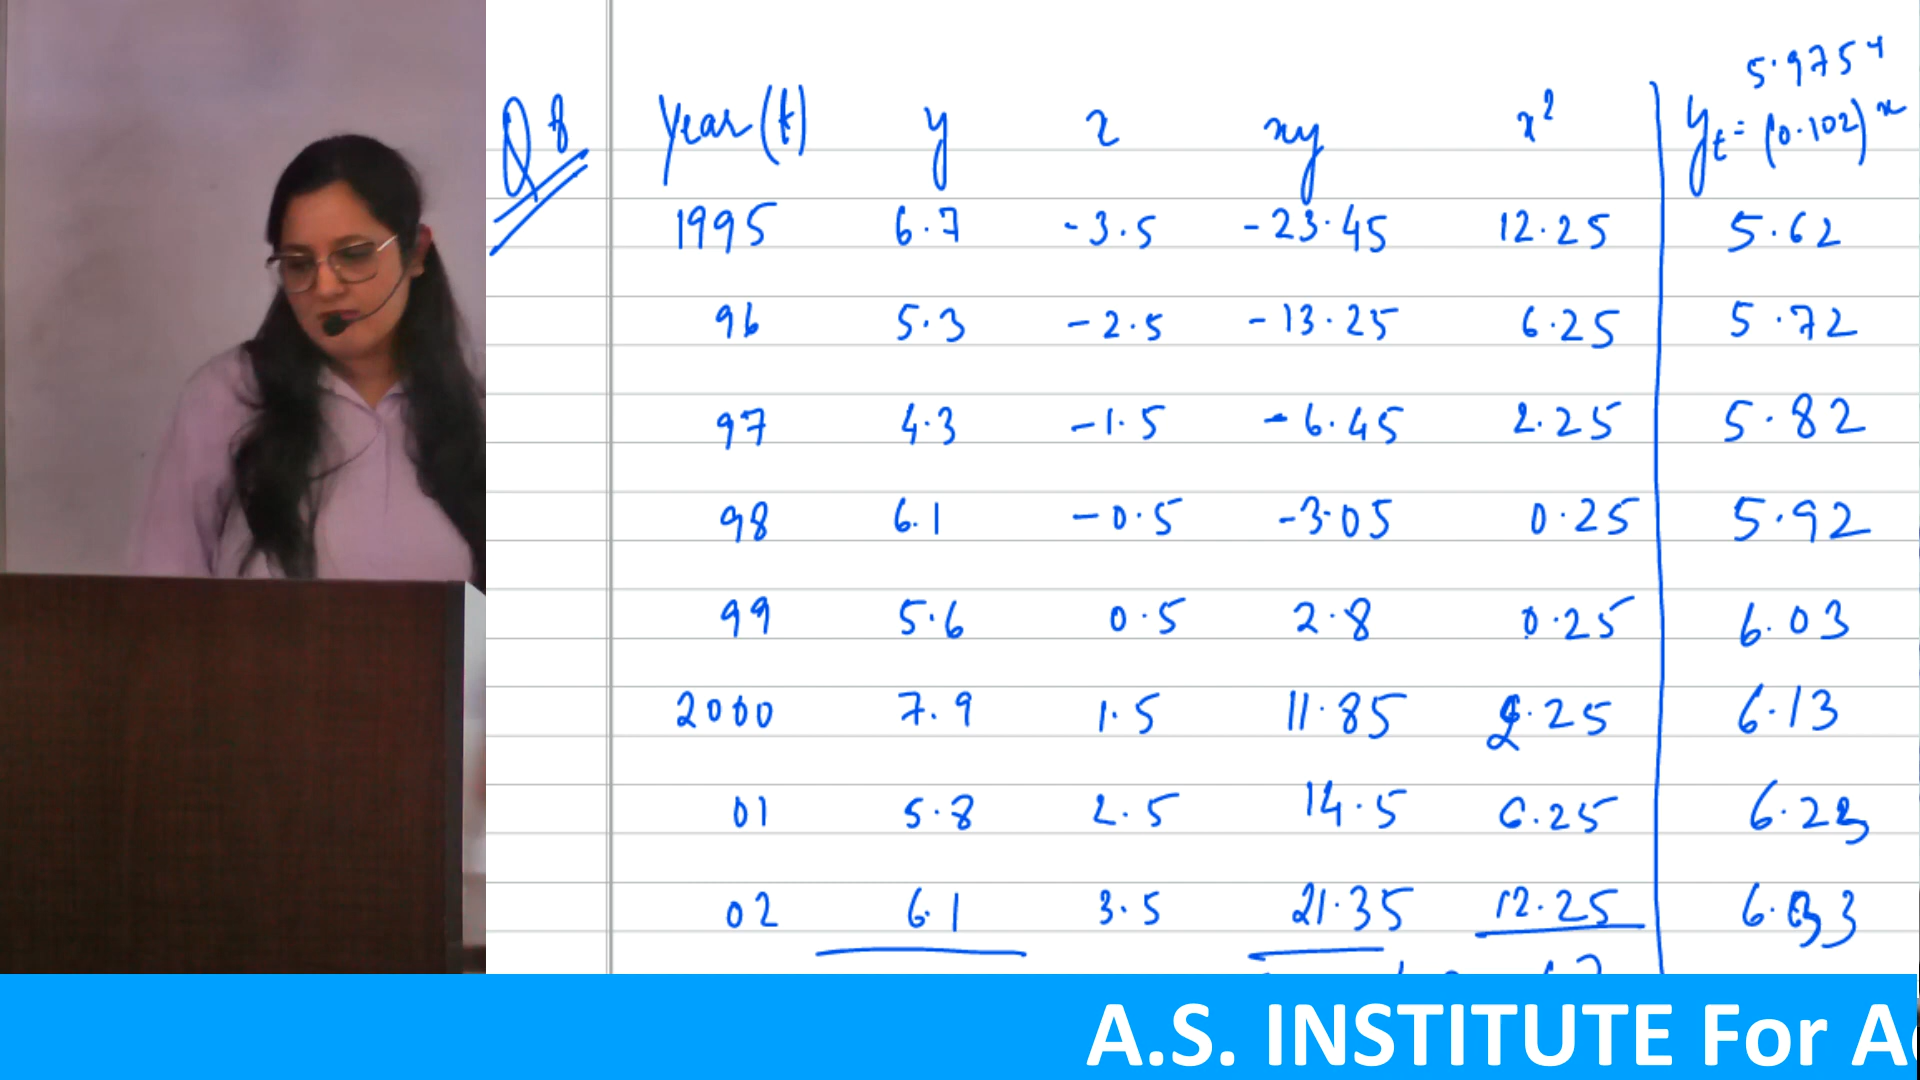 Q8 Year (t) y x xy x² yt = 5.975 + (0.102) x
1995 6.7 -3.5 -23.45 12.25 5.62
96 5.3 -2.5 -13.25 6.25 5.72
97 4.3 -1.5 -6.45 2.25 5.82
98 6.1 -0.5 -3.05 0.25 5.92
99 5.6 0.5 2.8 0.25 6.03
2000 7.9 1.5 11.85 2.25 6.13
01 5.8 2.5 14.5 6.25 6.23
02 6.1 3.5 21.35 12.25 6.33
A.S. INSTITUTE For